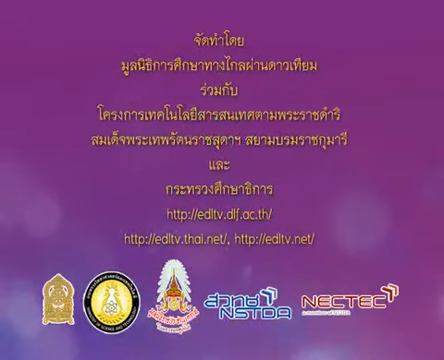 จัดทำโดย
มูลนิธิการศึกษาทางไกลผ่านดาวเทียม
ร่วมกับ
โครงการเทคโนโลยีสารสนเทศตามพระราชดำริ
สมเด็จพระเทพรัตนราชสุดาฯ สยามบรมราชกุมารี
และ
กระทรวงศึกษาธิการ
http://edltv.dlf.ac.th/
http://edltv.thai.net/, http://edltv.net/
สวทช
NSTDA
NECTEC
a member of NSTDA